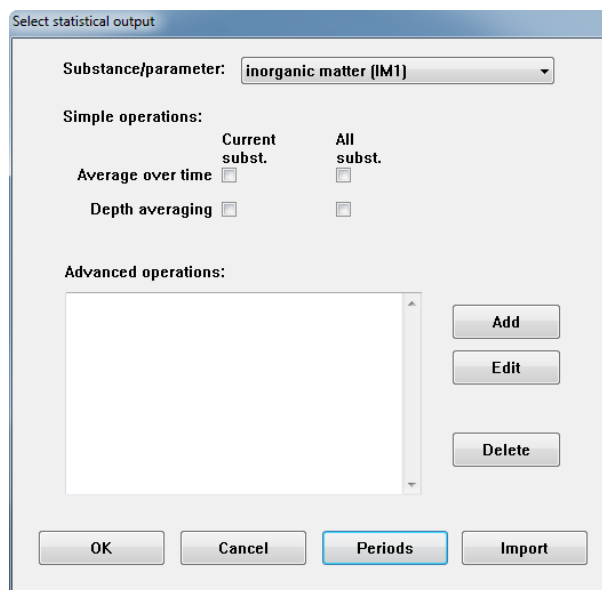 Select statistical output
Substance/parameter: inorganic matter (IM1)
Simple operations:
Current All
subst. subst.
Average over time
Depth averaging
Advanced operations:
Add
Edit
Delete
OK Cancel Periods Import